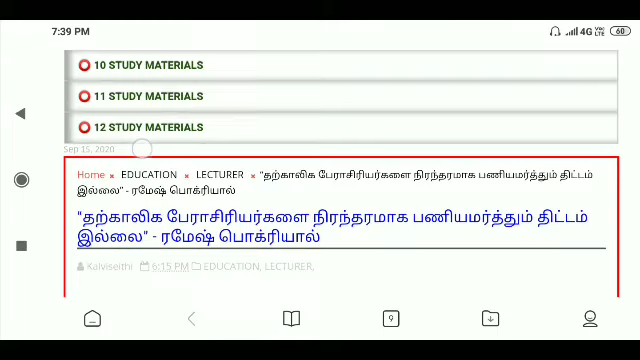 7:39 PM
4G VoLTE 60
10 STUDY MATERIALS
11 STUDY MATERIALS
12 STUDY MATERIALS
Sep 15, 2020
Home EDUCATION LECTURER "தற்காலிக பேராசிரியர்களை நிரந்தரமாக பணியமர்த்தும் திட்டம்
இல்லை" - ரமேஷ் பொக்ரியால்
"தற்காலிக பேராசிரியர்களை நிரந்தரமாக பணியமர்த்தும் திட்டம்
இல்லை" - ரமேஷ் பொக்ரியால்
Kalviseithi 6:15 PM EDUCATION, LECTURER,
9